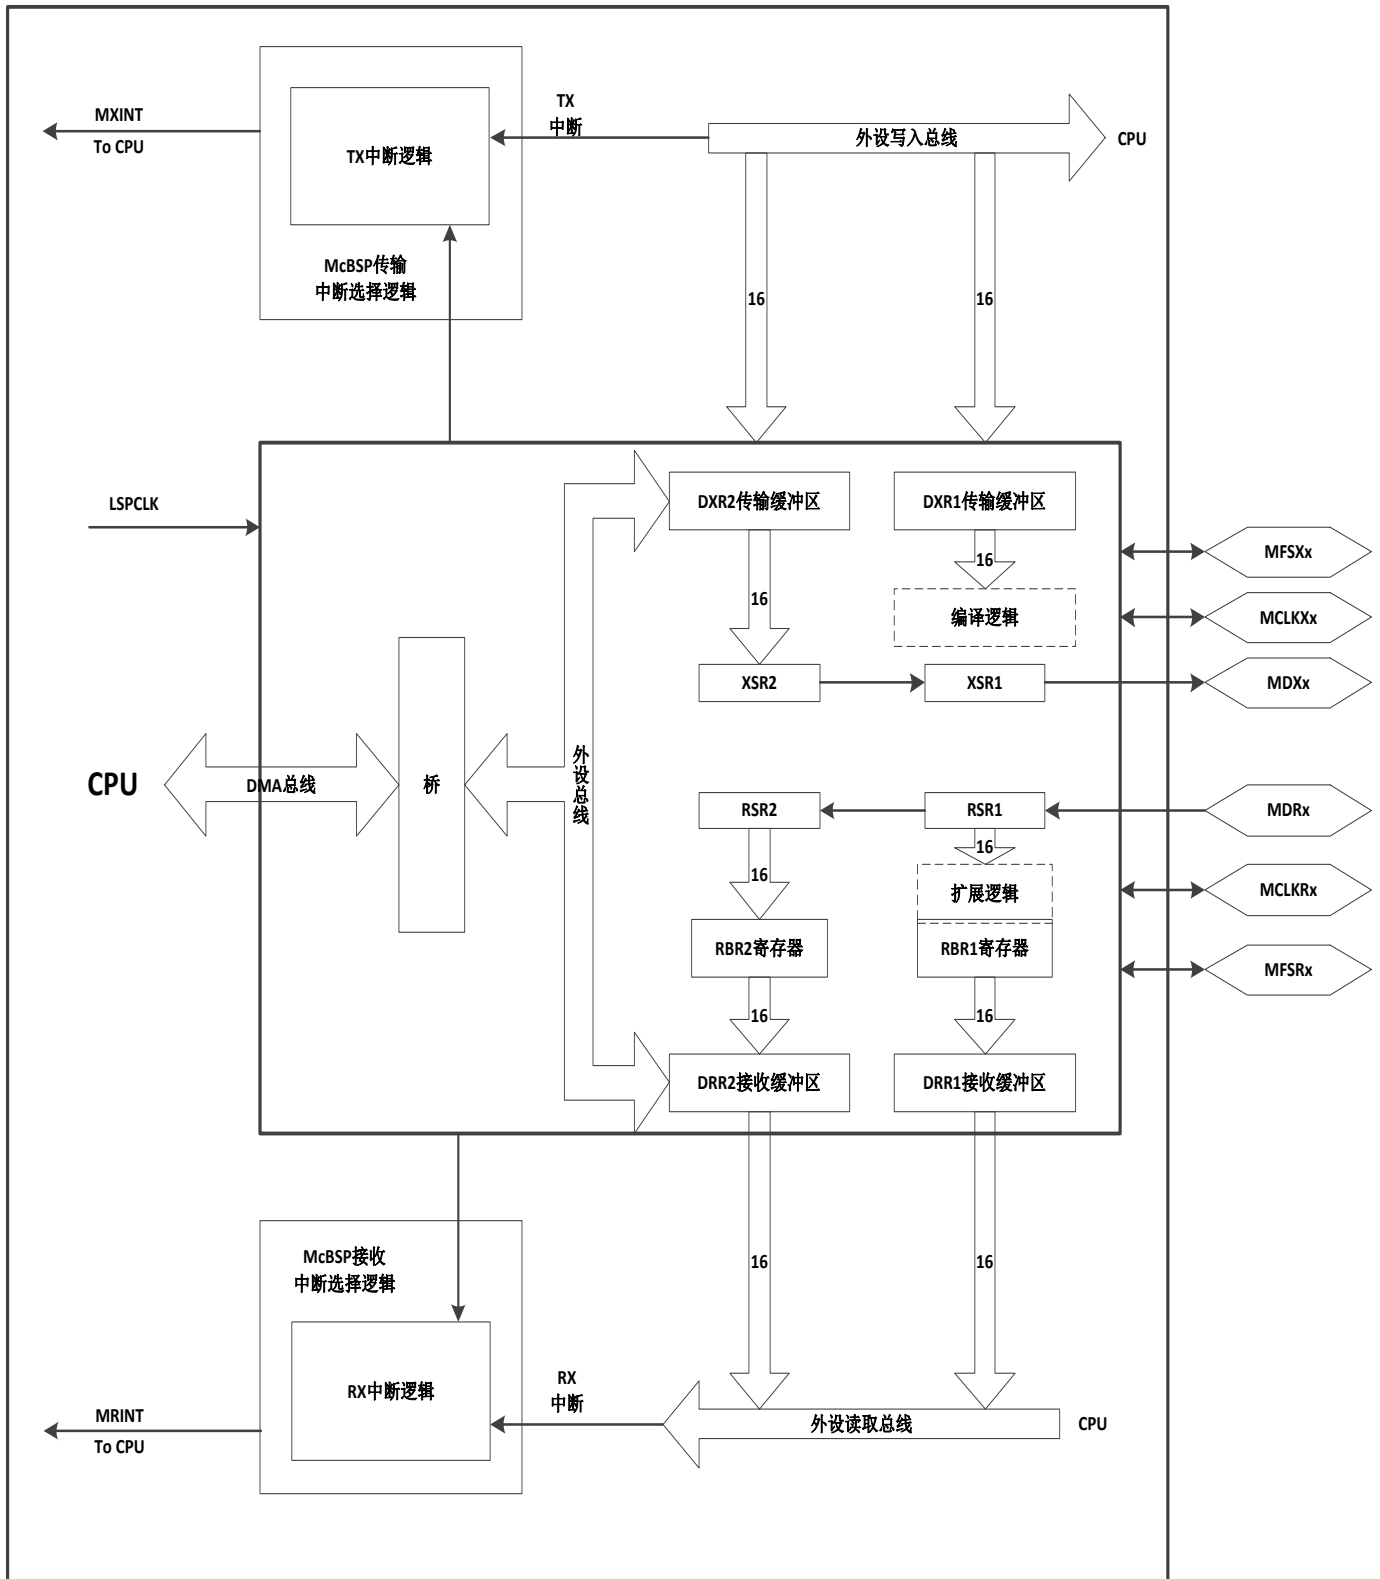 MXINT
To CPU
TX中断逻辑
TX
中断
外设写入总线
CPU
McBSP传输
中断选择逻辑
16
16
LSPCLK
DXR2传输缓冲区
DXR1传输缓冲区
16
16
编译逻辑
XSR2
XSR1
MFSXx
MCLKXx
MDXx
CPU
DMA总线
桥
外设总线
RSR2
RSR1
MDRx
16
16
扩展逻辑
MCLKRx
RBR2寄存器
RBR1寄存器
MFSRx
16
16
DRR2接收缓冲区
DRR1接收缓冲区
McBSP接收
中断选择逻辑
16
16
RX中断逻辑
RX
中断
外设读取总线
CPU
MRINT
To CPU